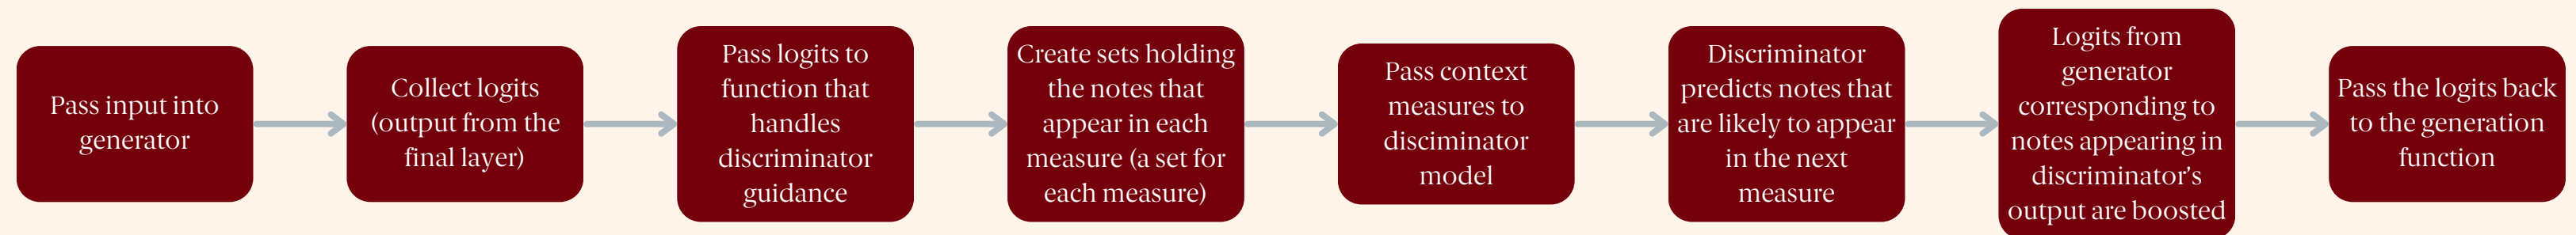 Pass input into
generator
Collect logits
(output from the
final layer)
Pass logits to
function that
handles
discriminator
guidance
Create sets holding
the notes that
appear in each
measure (a set for
each measure)
Pass context
measures to
disciminator
model
Discriminator
predicts notes that
are likely to appear
in the next
measure
Logits from
generator
corresponding to
notes appearing in
discriminator's
output are boosted
Pass the logits back
to the generation
function